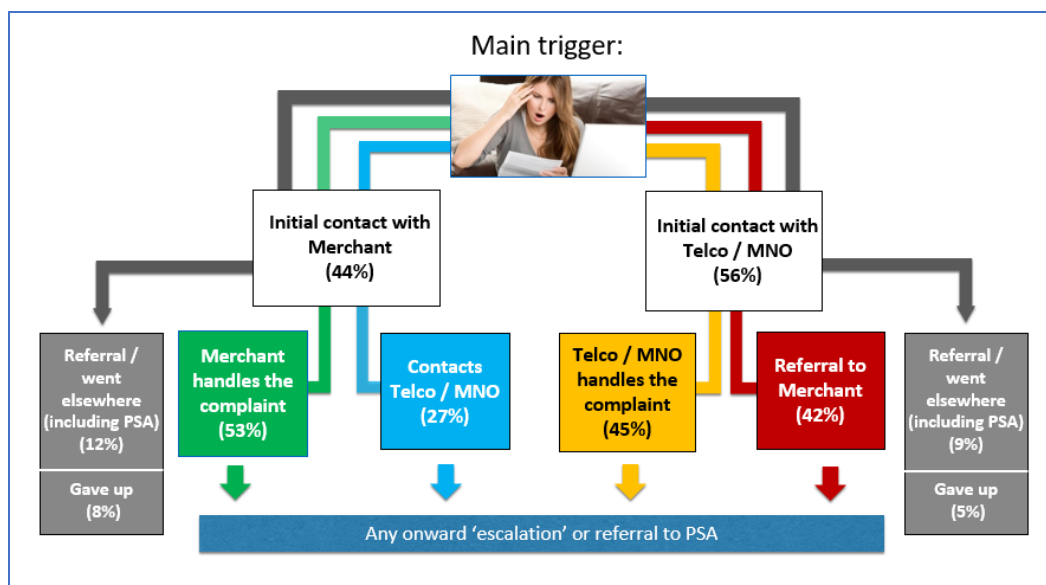 Main trigger:
Initial contact with
Merchant
(44%)
Initial contact with
Telco / MNO
(56%)
Referral /
went
elsewhere
(including PSA)
(12%)
Gave up
(8%)
Merchant
handles the
complaint
(53%)
Contacts
Telco / MNO
(27%)
Telco / MNO
handles the
complaint
(45%)
Referral to
Merchant
(42%)
Referral /
went
elsewhere
(including PSA)
(9%)
Gave up
(5%)
Any onward ‘escalation’ or referral to PSA